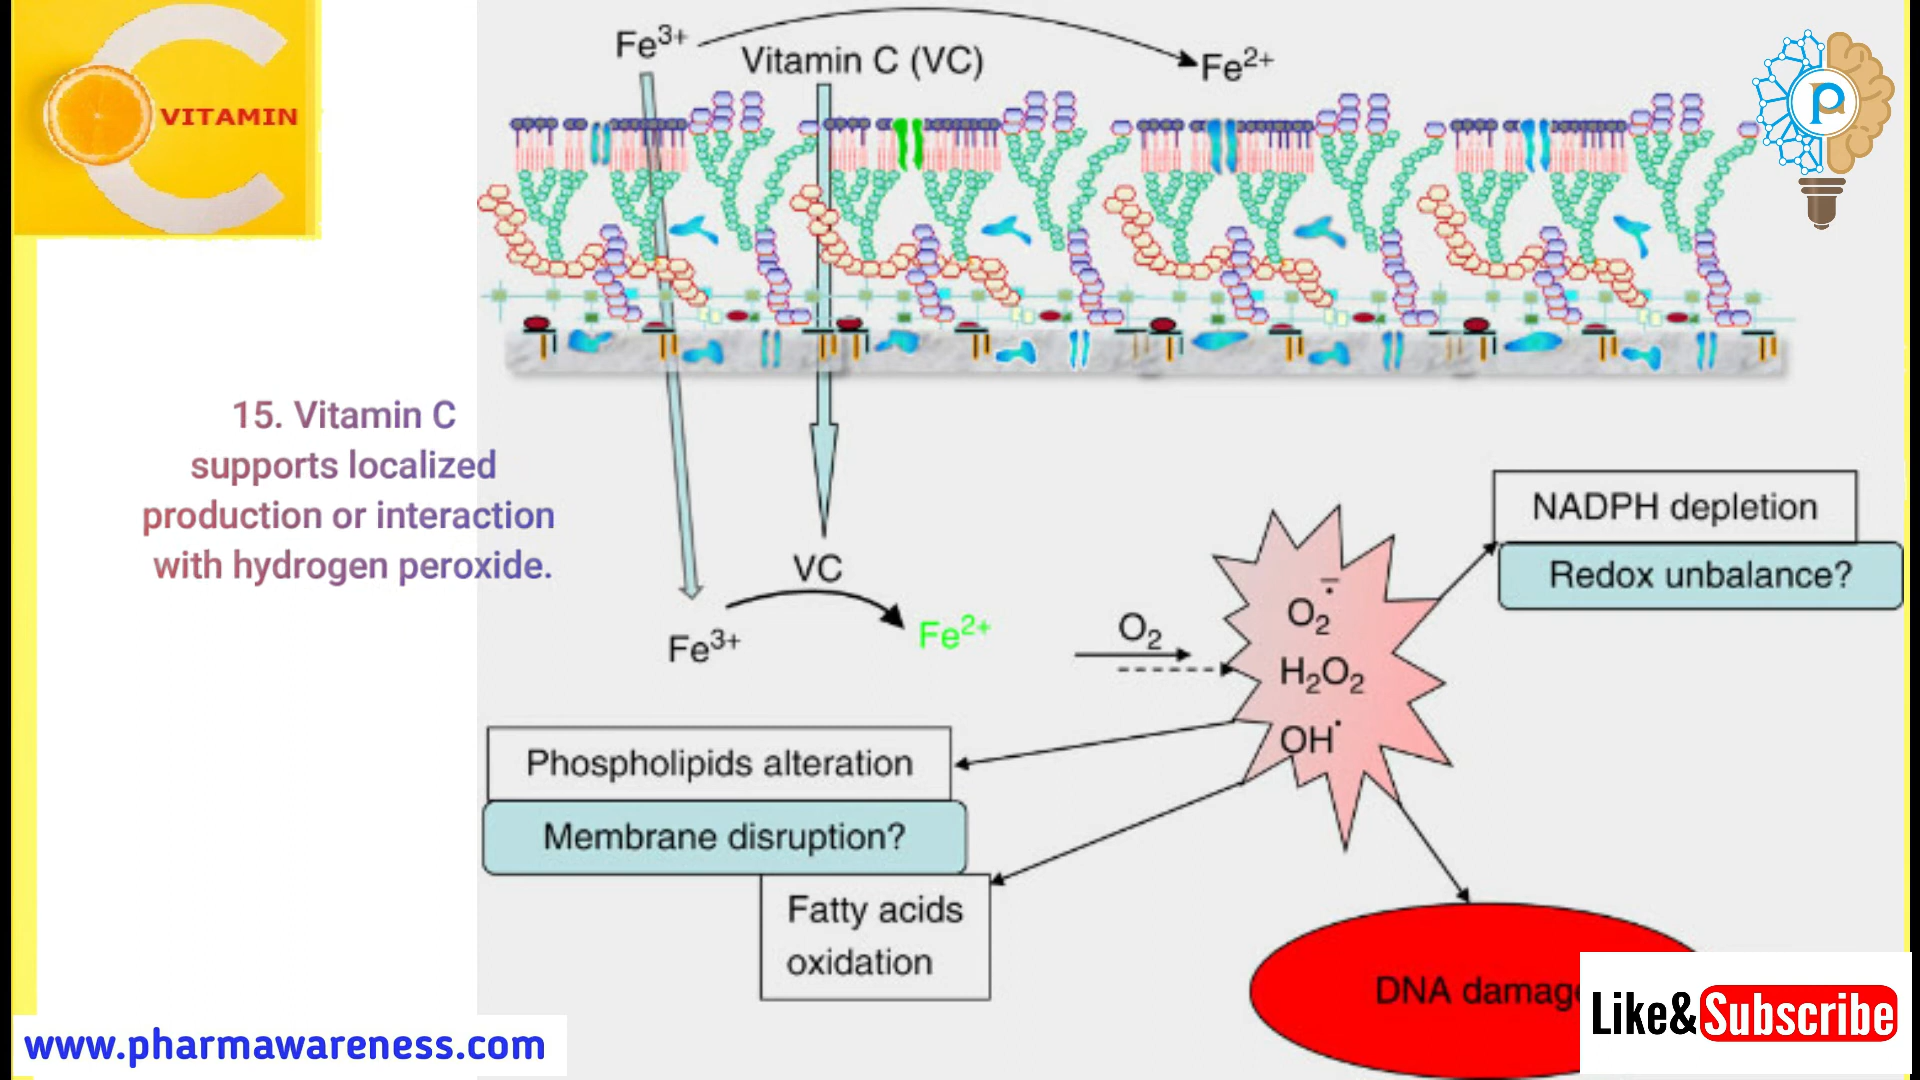 VITAMIN
Fe³⁺
Vitamin C (VC)
Fe²⁺
P
15. Vitamin C
supports localized
production or interaction
with hydrogen peroxide.
VC
Fe³⁺
Fe²⁺
O₂
O₂⁻·
H₂O₂
OH·
NADPH depletion
Redox unbalance?
Phospholipids alteration
Membrane disruption?
Fatty acids
oxidation
DNA damag
Like& Subscribe
www.pharmawareness.com